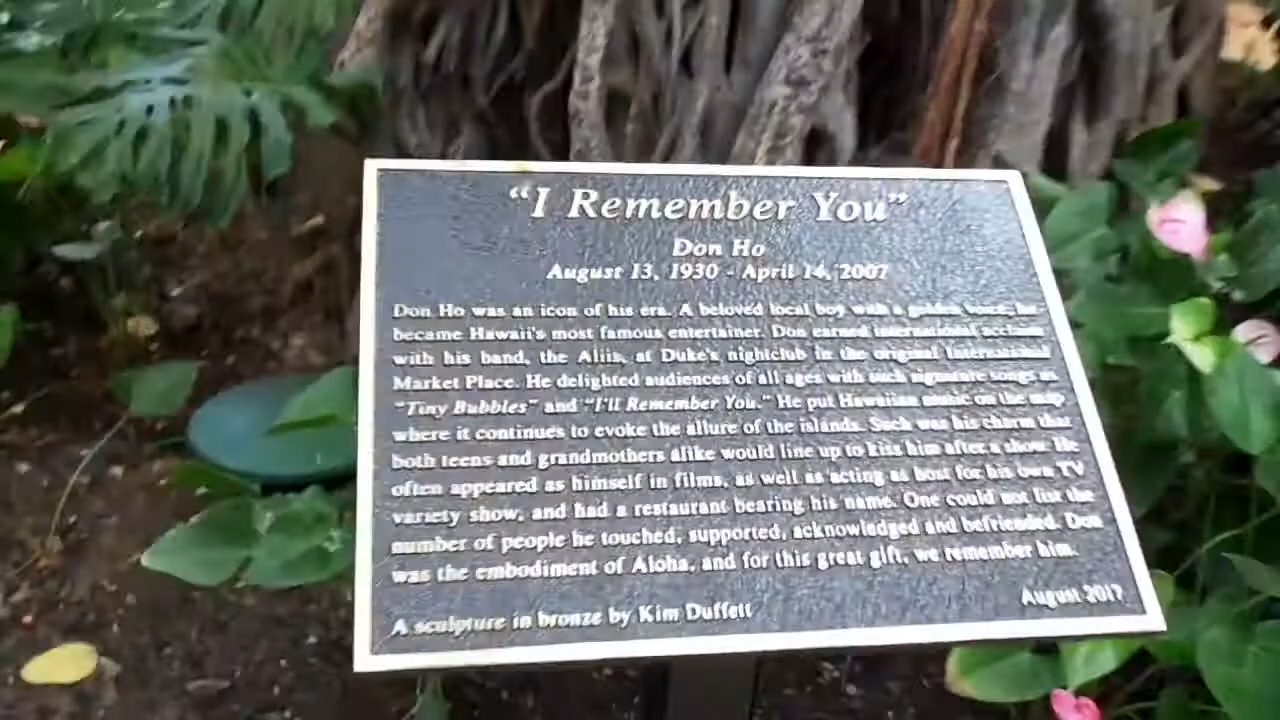 “I Remember You”
Don Ho
August 13, 1930 - April 14, 2007
Don Ho was an icon of his era. A beloved local boy with a golden voice, he
became Hawaii's most famous entertainer. Don earned international acclaim
with his band, the Aliis, at Duke's nightclub in the original International
Market Place. He delighted audiences of all ages with such signature songs as
“Tiny Bubbles” and “I'll Remember You.” He put Hawaiian music on the map
where it continues to evoke the allure of the islands. Such was his charm that
both teens and grandmothers alike would line up to kiss him after a show. He
often appeared as himself in films, as well as acting as host for his own TV
variety show, and had a restaurant bearing his name. One could not list the
number of people he touched, supported, acknowledged and befriended. Don
was the embodiment of Aloha, and for this great gift, we remember him.
August 2017
A sculpture in bronze by Kim Duffett